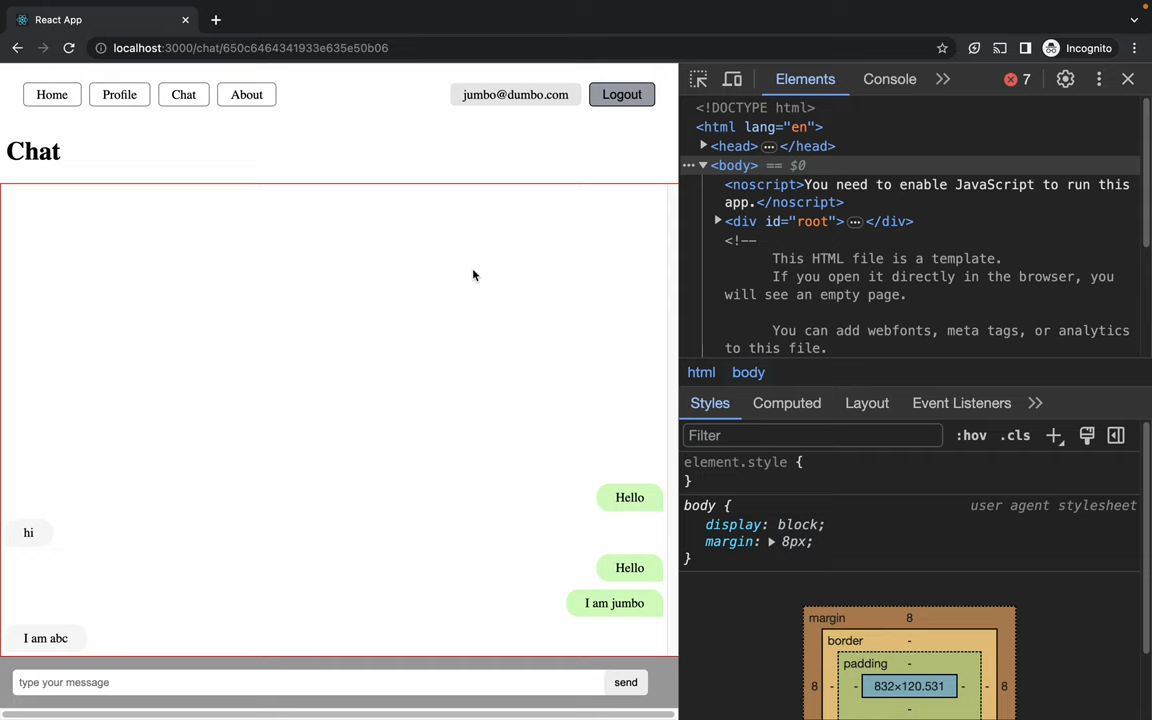 React App
localhost:3000/chat/650c6464341933e635e50b06
Incognito
Home
Profile
Chat
About
jumbo@dumbo.com
Logout
Chat
Hello
hi
Hello
I am jumbo
I am abc
type your message
send
Elements
Console
7
<!DOCTYPE html>
<html lang="en">
<head> … </head>
<body> == $0
<noscript>You need to enable JavaScript to run this
app.</noscript>
<div id="root"> … </div>
<!--
This HTML file is a template.
If you open it directly in the browser, you
will see an empty page.
You can add webfonts, meta tags, or analytics
to this file.
html
body
Styles
Computed
Layout
Event Listeners
Filter
:hov
.cls
element.style {
}
body {
user agent stylesheet
display: block;
margin: 8px;
}
margin
8
border
-
padding
-
8
-
-
832×120.531
-
-
8
-